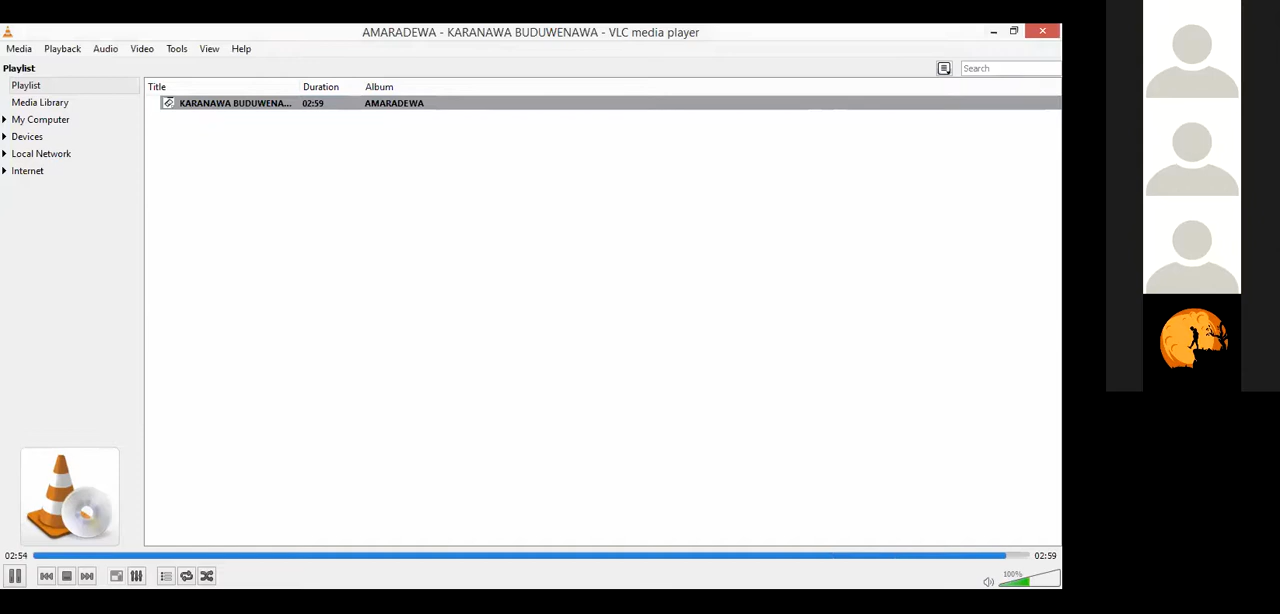 AMARADEWA - KARANAWA BUDUWENAWA - VLC media player
Media Playback Audio Video Tools View Help
Playlist
Search
Playlist
Media Library
My Computer
Devices
Local Network
Internet
Title Duration Album
KARANAWA BUDUWENA... 02:59 AMARADEWA
02:54 02:59
100%